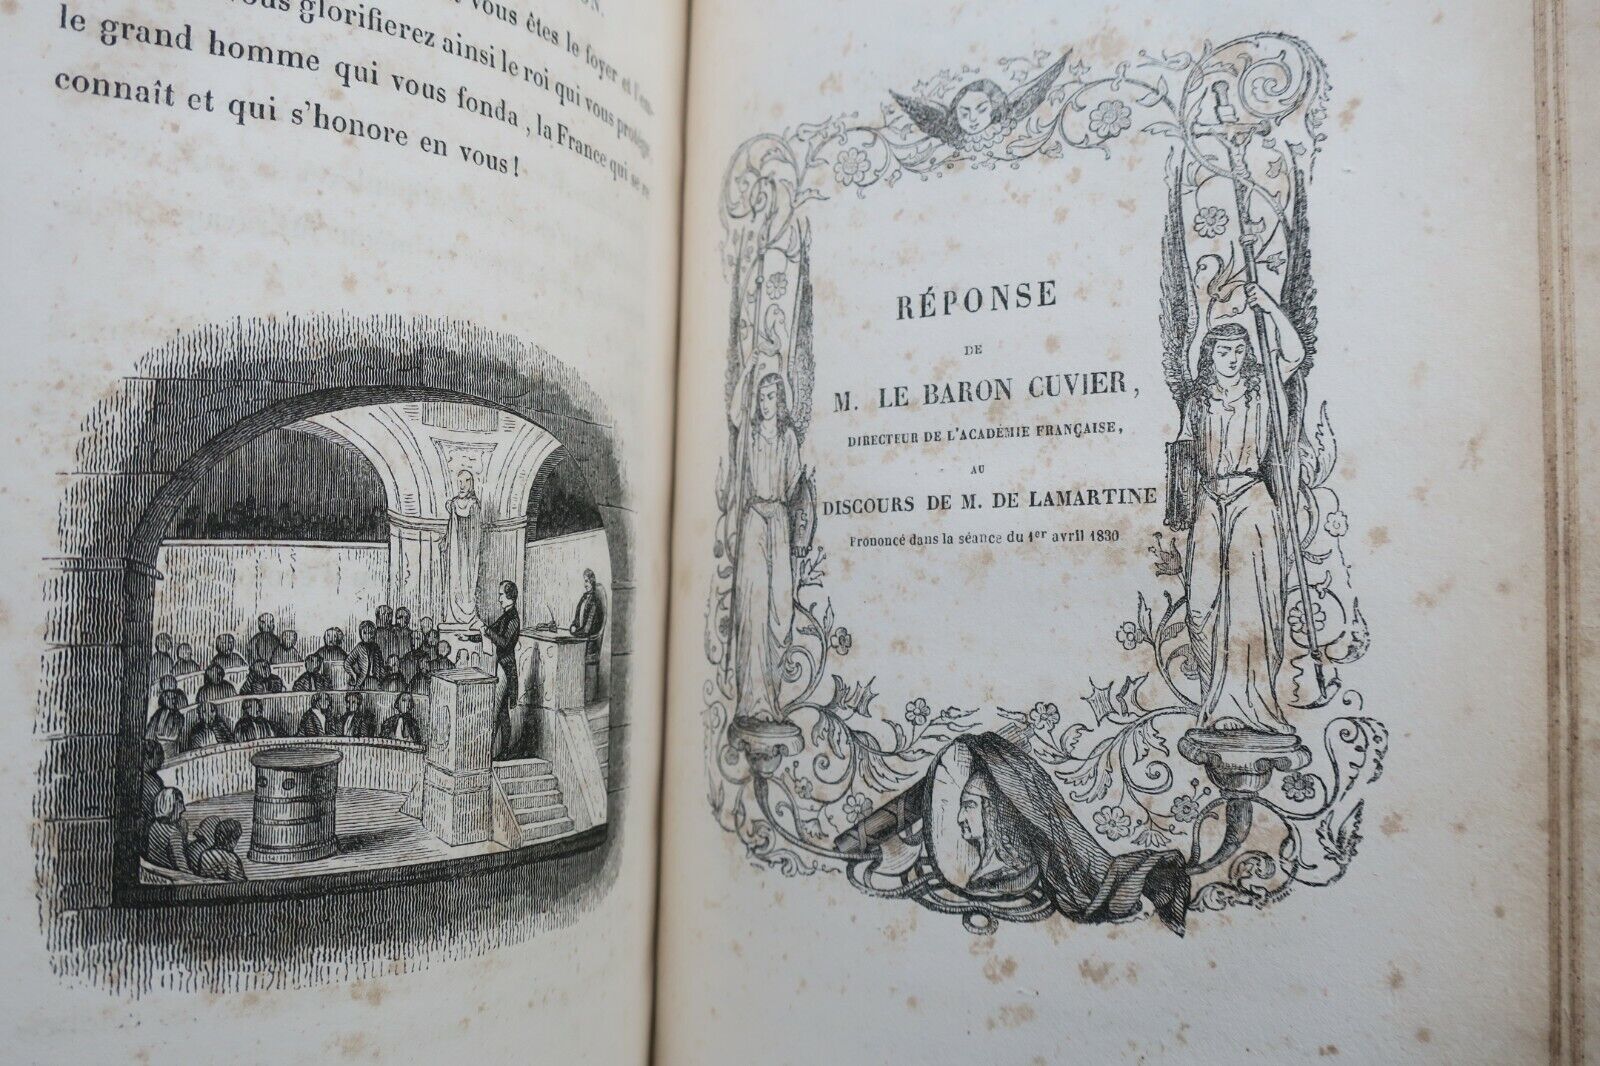 ON.
vous êtes le foyer et
glorifierez ainsi le roi qui vous protège,
le grand homme qui vous fonda, la France qui se re
connaît et qui s'honore en vous!
RÉPONSE
DE
M. LE BARON CUVIER,
DIRECTEUR DE L'ACADÉMIE FRANÇAISE,
AU
DISCOURS DE M. DE LAMARTINE
Prononcé dans la séance du 1er avril 1830